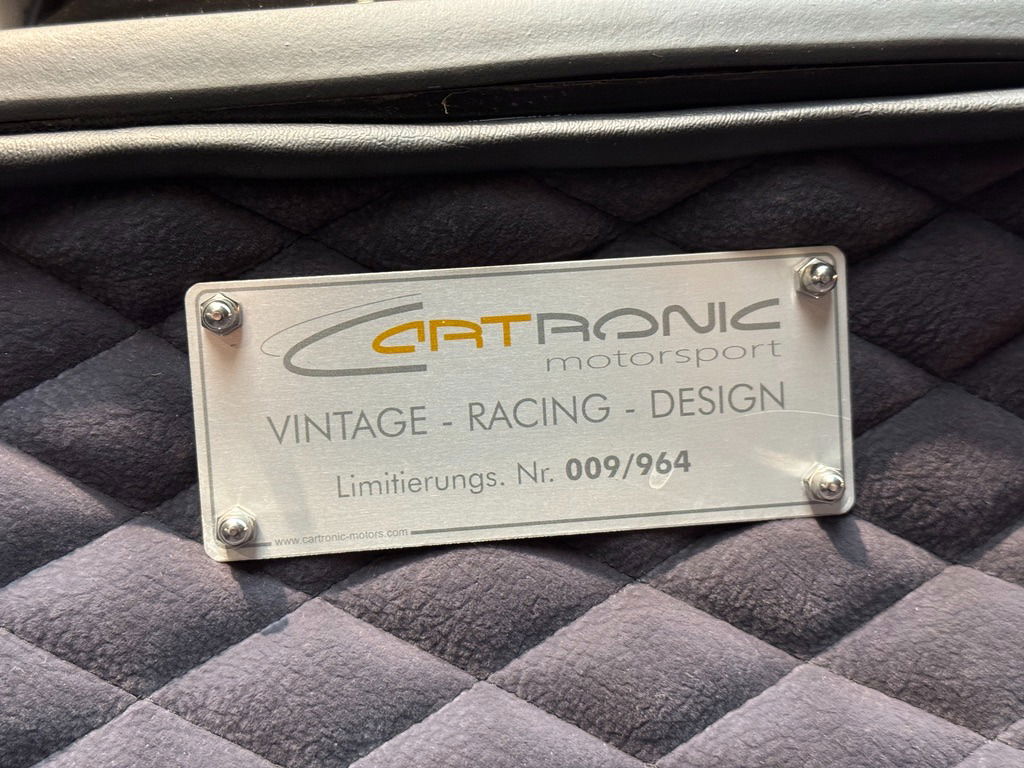 CARTRONIC
motorsport
VINTAGE - RACING - DESIGN
Limitierungs. Nr. 009/964
www.cartronic-motors.com